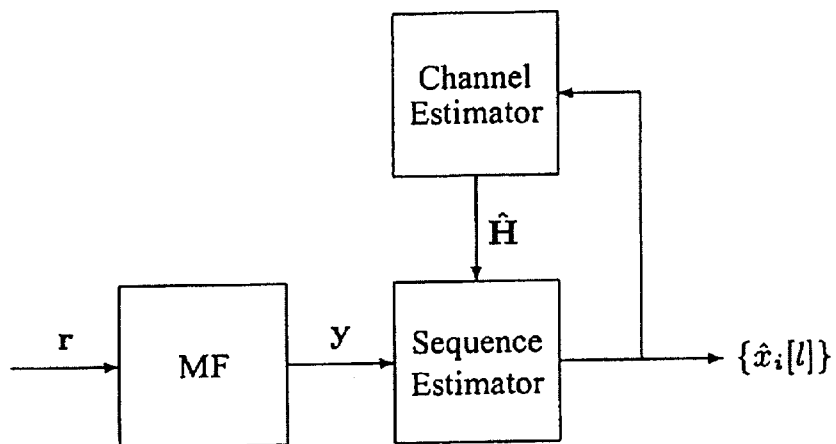 Channel
Estimator
Ĥ
r
MF
y
Sequence
Estimator
{x̂ᵢ[l]}